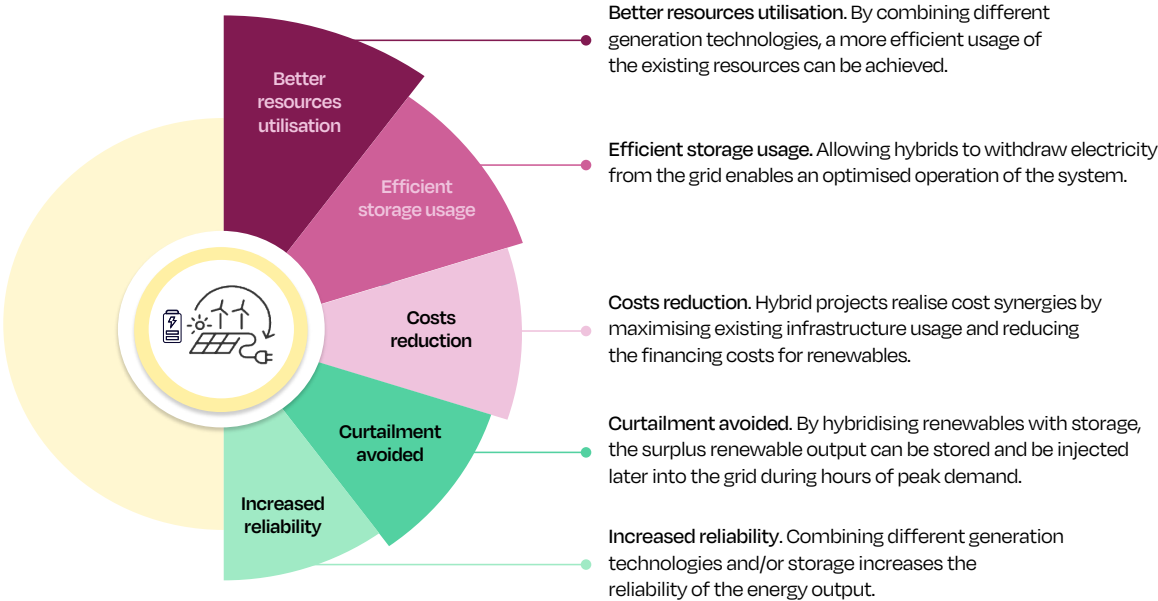 Better
resources
utilisation
Better resources utilisation. By combining different
generation technologies, a more efficient usage of
the existing resources can be achieved.
Efficient
storage usage
Efficient storage usage. Allowing hybrids to withdraw electricity
from the grid enables an optimised operation of the system.
Costs
reduction
Costs reduction. Hybrid projects realise cost synergies by
maximising existing infrastructure usage and reducing
the financing costs for renewables.
Curtailment
avoided
Curtailment avoided. By hybridising renewables with storage,
the surplus renewable output can be stored and be injected
later into the grid during hours of peak demand.
Increased
reliability
Increased reliability. Combining different generation
technologies and/or storage increases the
reliability of the energy output.